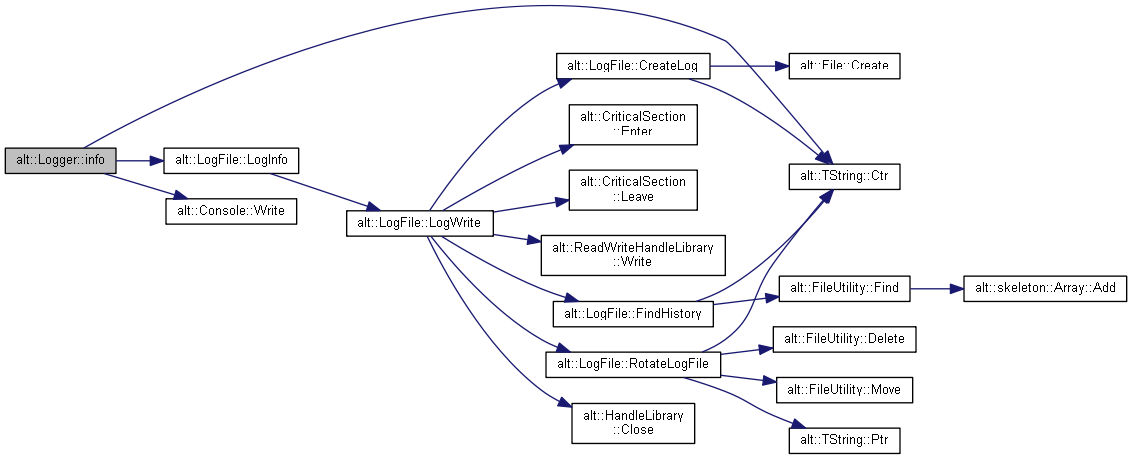 alt::Logger::info
alt::LogFile::LogInfo
alt::Console::Write
alt::LogFile::LogWrite
alt::LogFile::CreateLog
alt::CriticalSection
::Enter
alt::CriticalSection
::Leave
alt::ReadWriteHandleLibrary
::Write
alt::LogFile::FindHistory
alt::LogFile::RotateLogFile
alt::HandleLibrary
::Close
alt::File::Create
alt::TString::Ctr
alt::FileUtility::Find
alt::FileUtility::Delete
alt::FileUtility::Move
alt::TString::Ptr
alt::skeleton::Array::Add